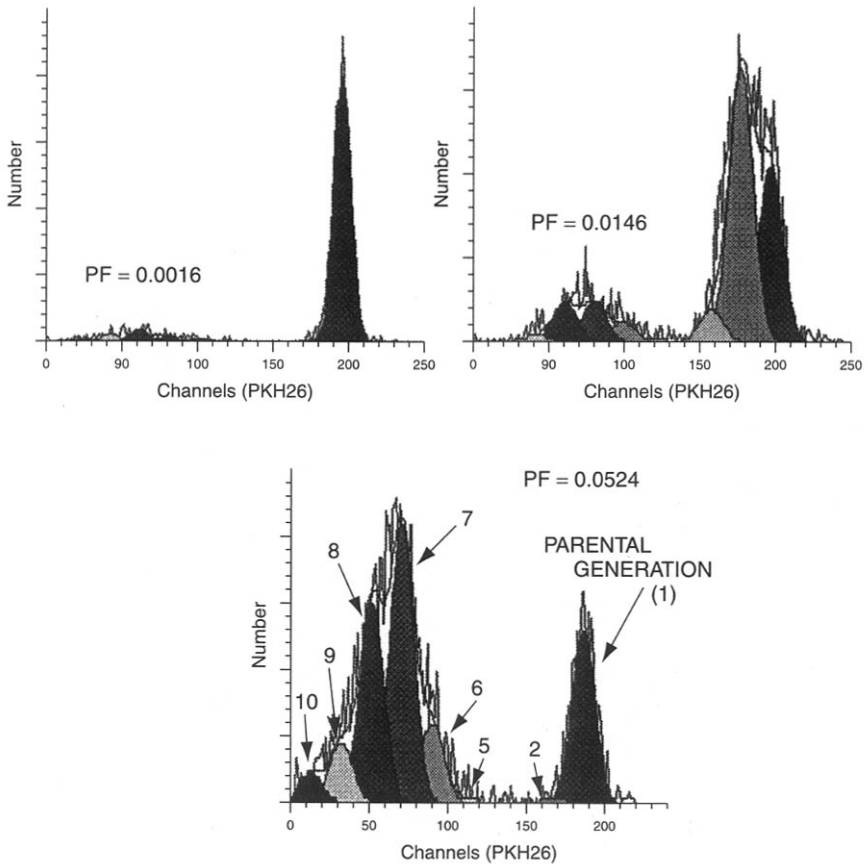 Number
PF = 0.0016
0 90 100 150 200 250
Channels (PKH26)
Number
PF = 0.0146
0 90 100 150 200 250
Channels (PKH26)
PF = 0.0524
Number
PARENTAL
GENERATION
(1)
7
8
9
10
6
5
2
0 50 100 150 200
Channels (PKH26)